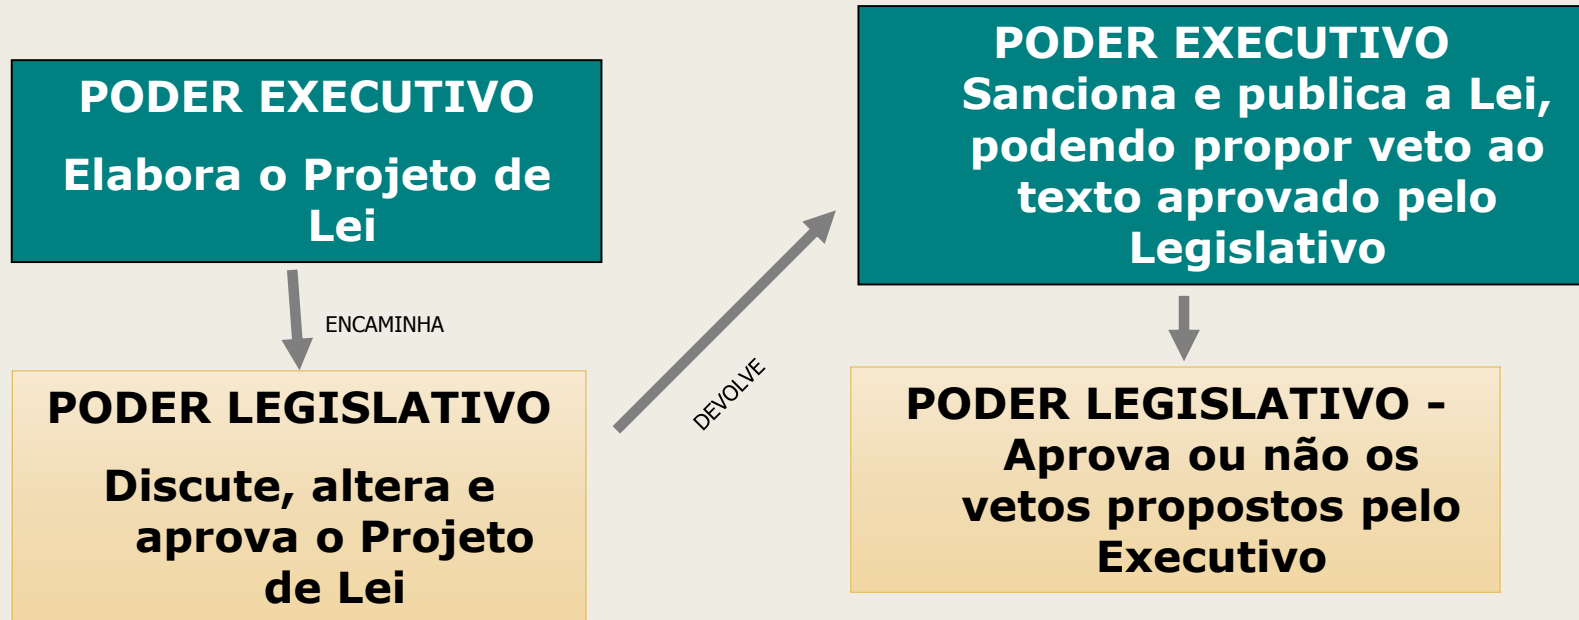 PODER EXECUTIVO
Elabora o Projeto de
Lei
ENCAMINHA
PODER LEGISLATIVO
Discute, altera e
aprova o Projeto
de Lei
DEVOLVE
PODER EXECUTIVO
Sanciona e publica a Lei,
podendo propor veto ao
texto aprovado pelo
Legislativo
PODER LEGISLATIVO -
Aprova ou não os
vetos propostos pelo
Executivo